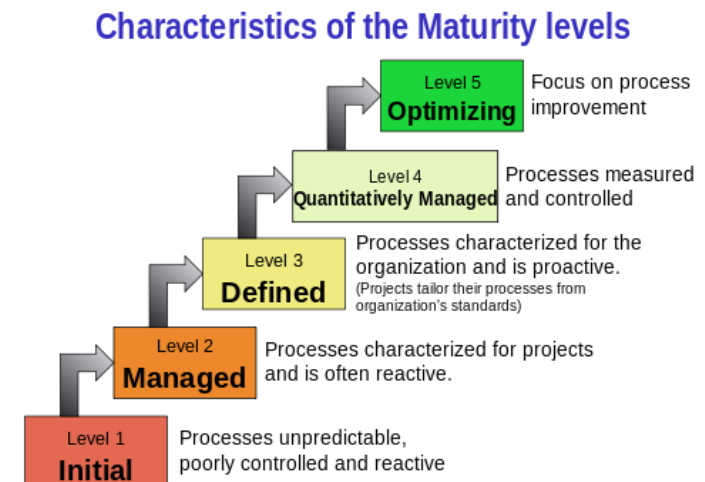 Characteristics of the Maturity levels
Level 5
Optimizing
Focus on process
improvement
Level 4
Quantitatively Managed
Processes measured
and controlled
Level 3
Defined
Processes characterized for the
organization and is proactive.
(Projects tailor their processes from
organization's standards)
Level 2
Managed
Processes characterized for projects
and is often reactive.
Level 1
Initial
Processes unpredictable,
poorly controlled and reactive